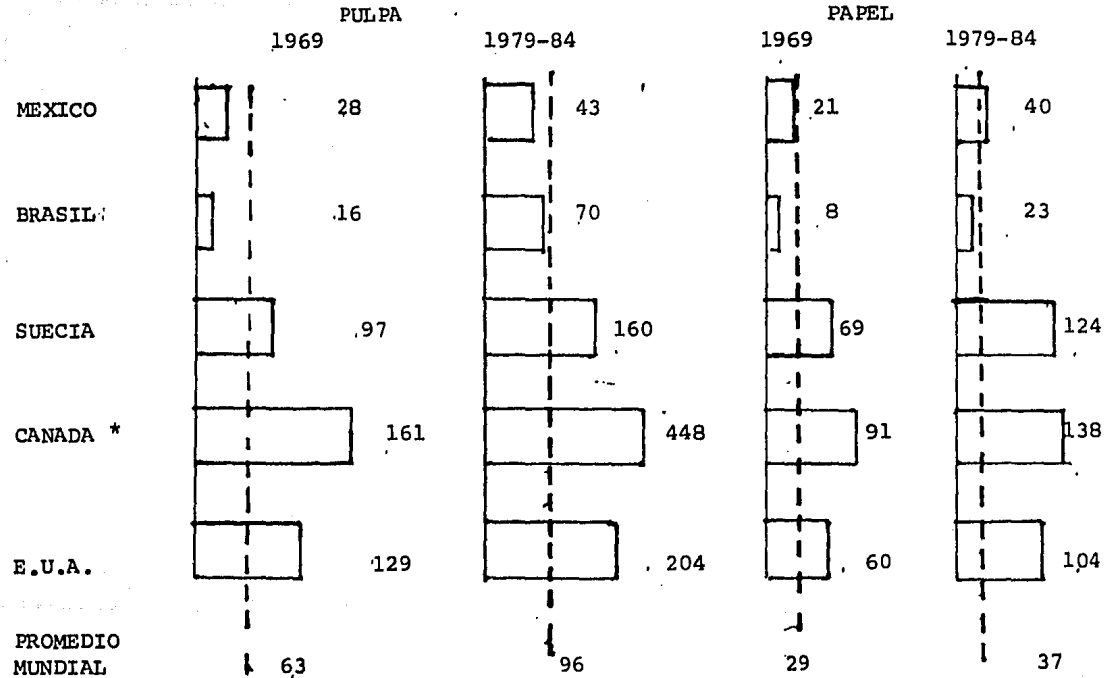 PULPA PAPEL
1969 1979-84 1969 1979-84
MEXICO 28 43 21 40
BRASIL 16 70 8 23
SUECIA 97 160 69 124
CANADA * 161 448 91 138
E.U.A. 129 204 60 104
PROMEDIO
MUNDIAL 63 96 29 37